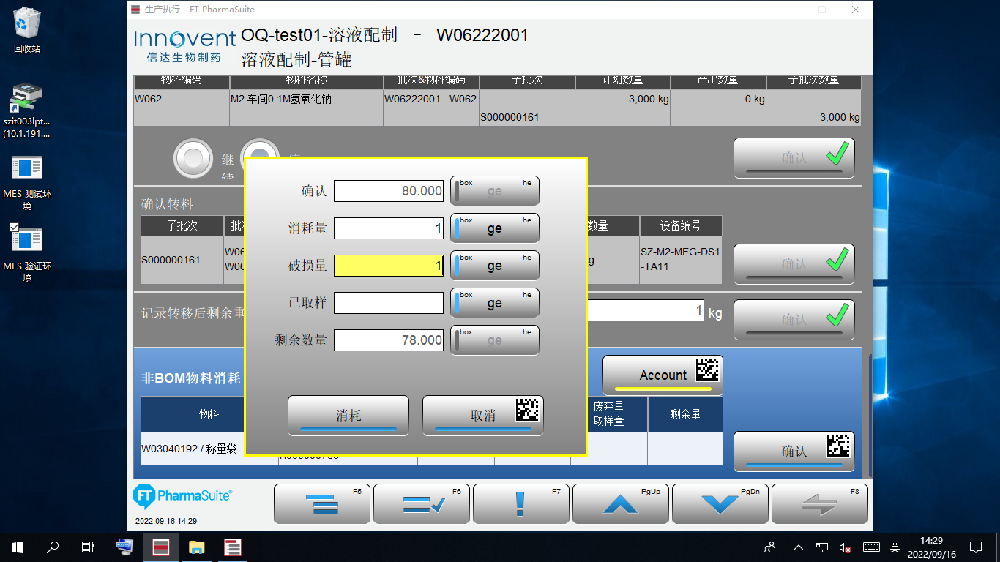 回收站
szit003lpt...
(10.1.191....
MES 测试环
境
MES 验证环
境
生产执行 - FT PharmaSuite
Innovent
信达生物制药
OQ-test01-溶液配制 - W06222001
溶液配制-管罐
物料编码 物料名称 批次&物料编码 子批次 计划数量 产出数量 子批次数量
W062 M2 车间0.1M氢氧化钠 W06222001 W062 3,000 kg 0 kg
S000000161 3,000 kg
继
续
确认
确认转料
子批次 批 数量 设备编号
S000000161 W06
W06
SZ-M2-MFG-DS1
-TA11
确认
记录转移后剩余重 1 kg
确认
非BOM物料消耗
Account
物料 废弃量
取样量
剩余量
W03040192 / 称量袋
确认
确认 80.000 box ge he
消耗量 1 box ge he
破损量 1 box ge he
已取样 box ge he
剩余数量 78.000 box ge he
消耗 取消
FT PharmaSuite®
2022.09.16 14:29
F5 F6 F7 PgUp PgDn F8
英
14:29
2022/09/16